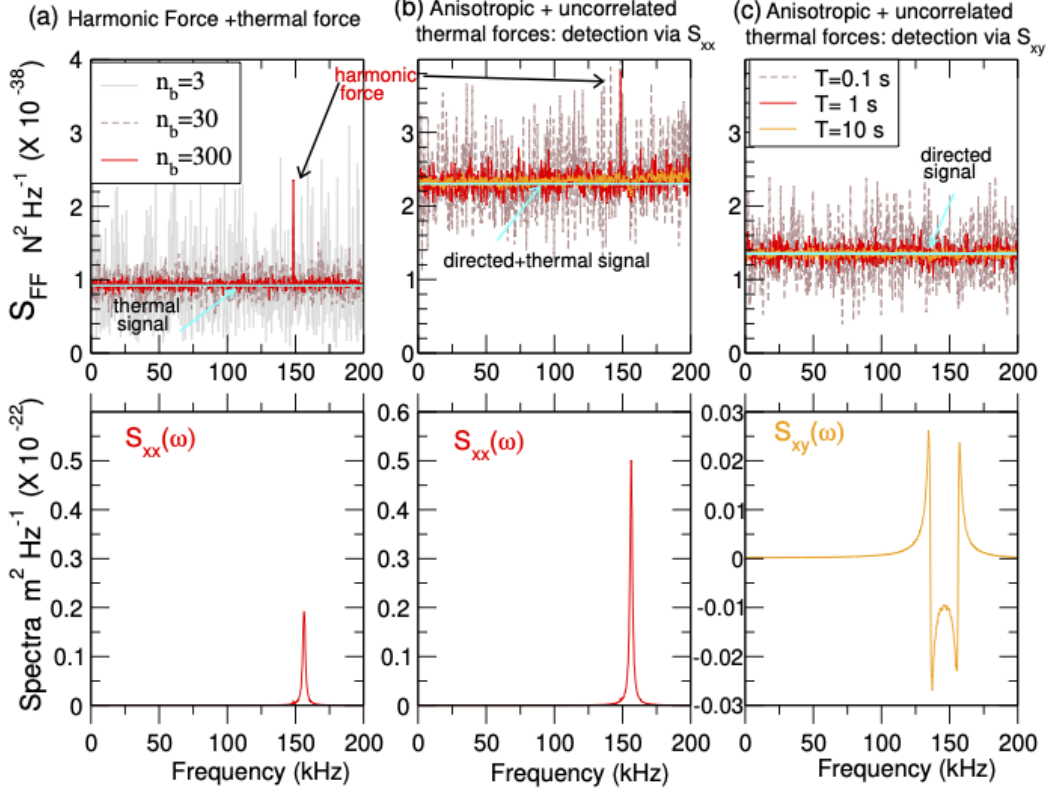 (a) Harmonic Force +thermal force
(b) Anisotropic + uncorrelated
thermal forces: detection via S_xx
(c) Anisotropic + uncorrelated
thermal forces: detection via S_xy
S_FF N^2 Hz^-1 (X 10^-38)
4
3
2
1
0
n_b=3
n_b=30
n_b=300
harmonic
force
thermal
signal
0 50 100 150 200
4
3
2
1
0
directed+thermal signal
0 50 100 150 200
4
3
2
1
0
T=0.1 s
T= 1 s
T=10 s
directed
signal
0 50 100 150 200
Spectra m^2 Hz^-1 (X 10^-22)
0.5
0.4
0.3
0.2
0.1
0
S_xx(ω)
0 50 100 150 200
Frequency (kHz)
0.6
0.5
0.4
0.3
0.2
0.1
0
S_xx(ω)
0 50 100 150 200
Frequency (kHz)
0.03
0.02
0.01
0
-0.01
-0.02
-0.03
S_xy(ω)
0 50 100 150 200
Frequency (kHz)